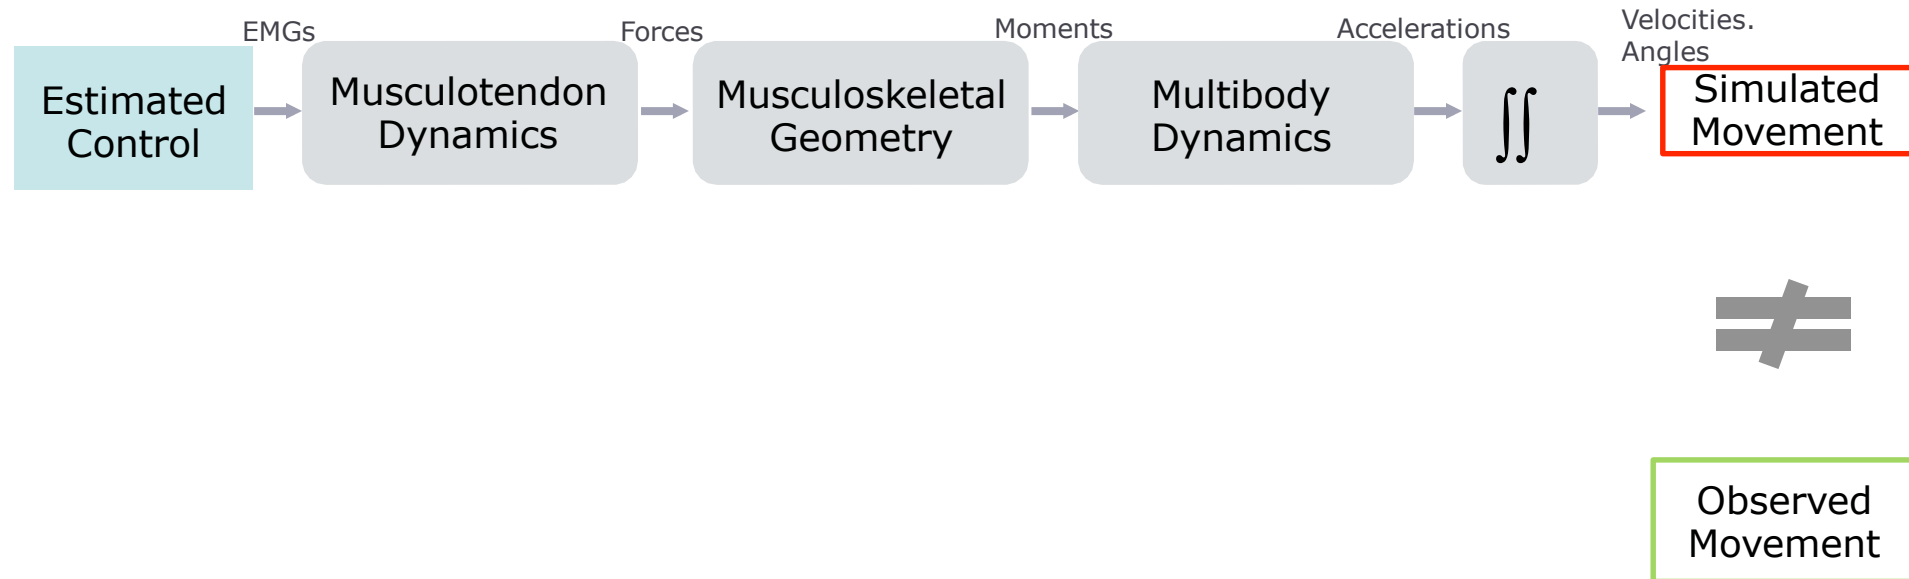 EMGs
Forces
Moments
Accelerations
Velocities.
Angles
Estimated
Control
Musculotendon
Dynamics
Musculoskeletal
Geometry
Multibody
Dynamics
∫∫
Simulated
Movement
≠
Observed
Movement